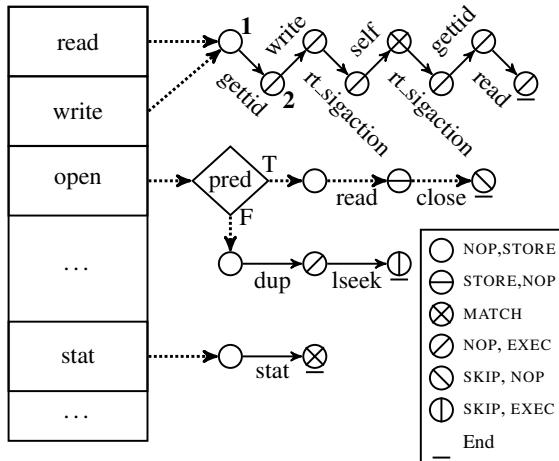 read
write
open
...
stat
...
1
gettid
2
write
rt_sigaction
self
rt_sigaction
gettid
read
pred
T
F
read
close
dup
lseek
stat
NOP,STORE
STORE,NOP
MATCH
NOP, EXEC
SKIP, NOP
SKIP, EXEC
End